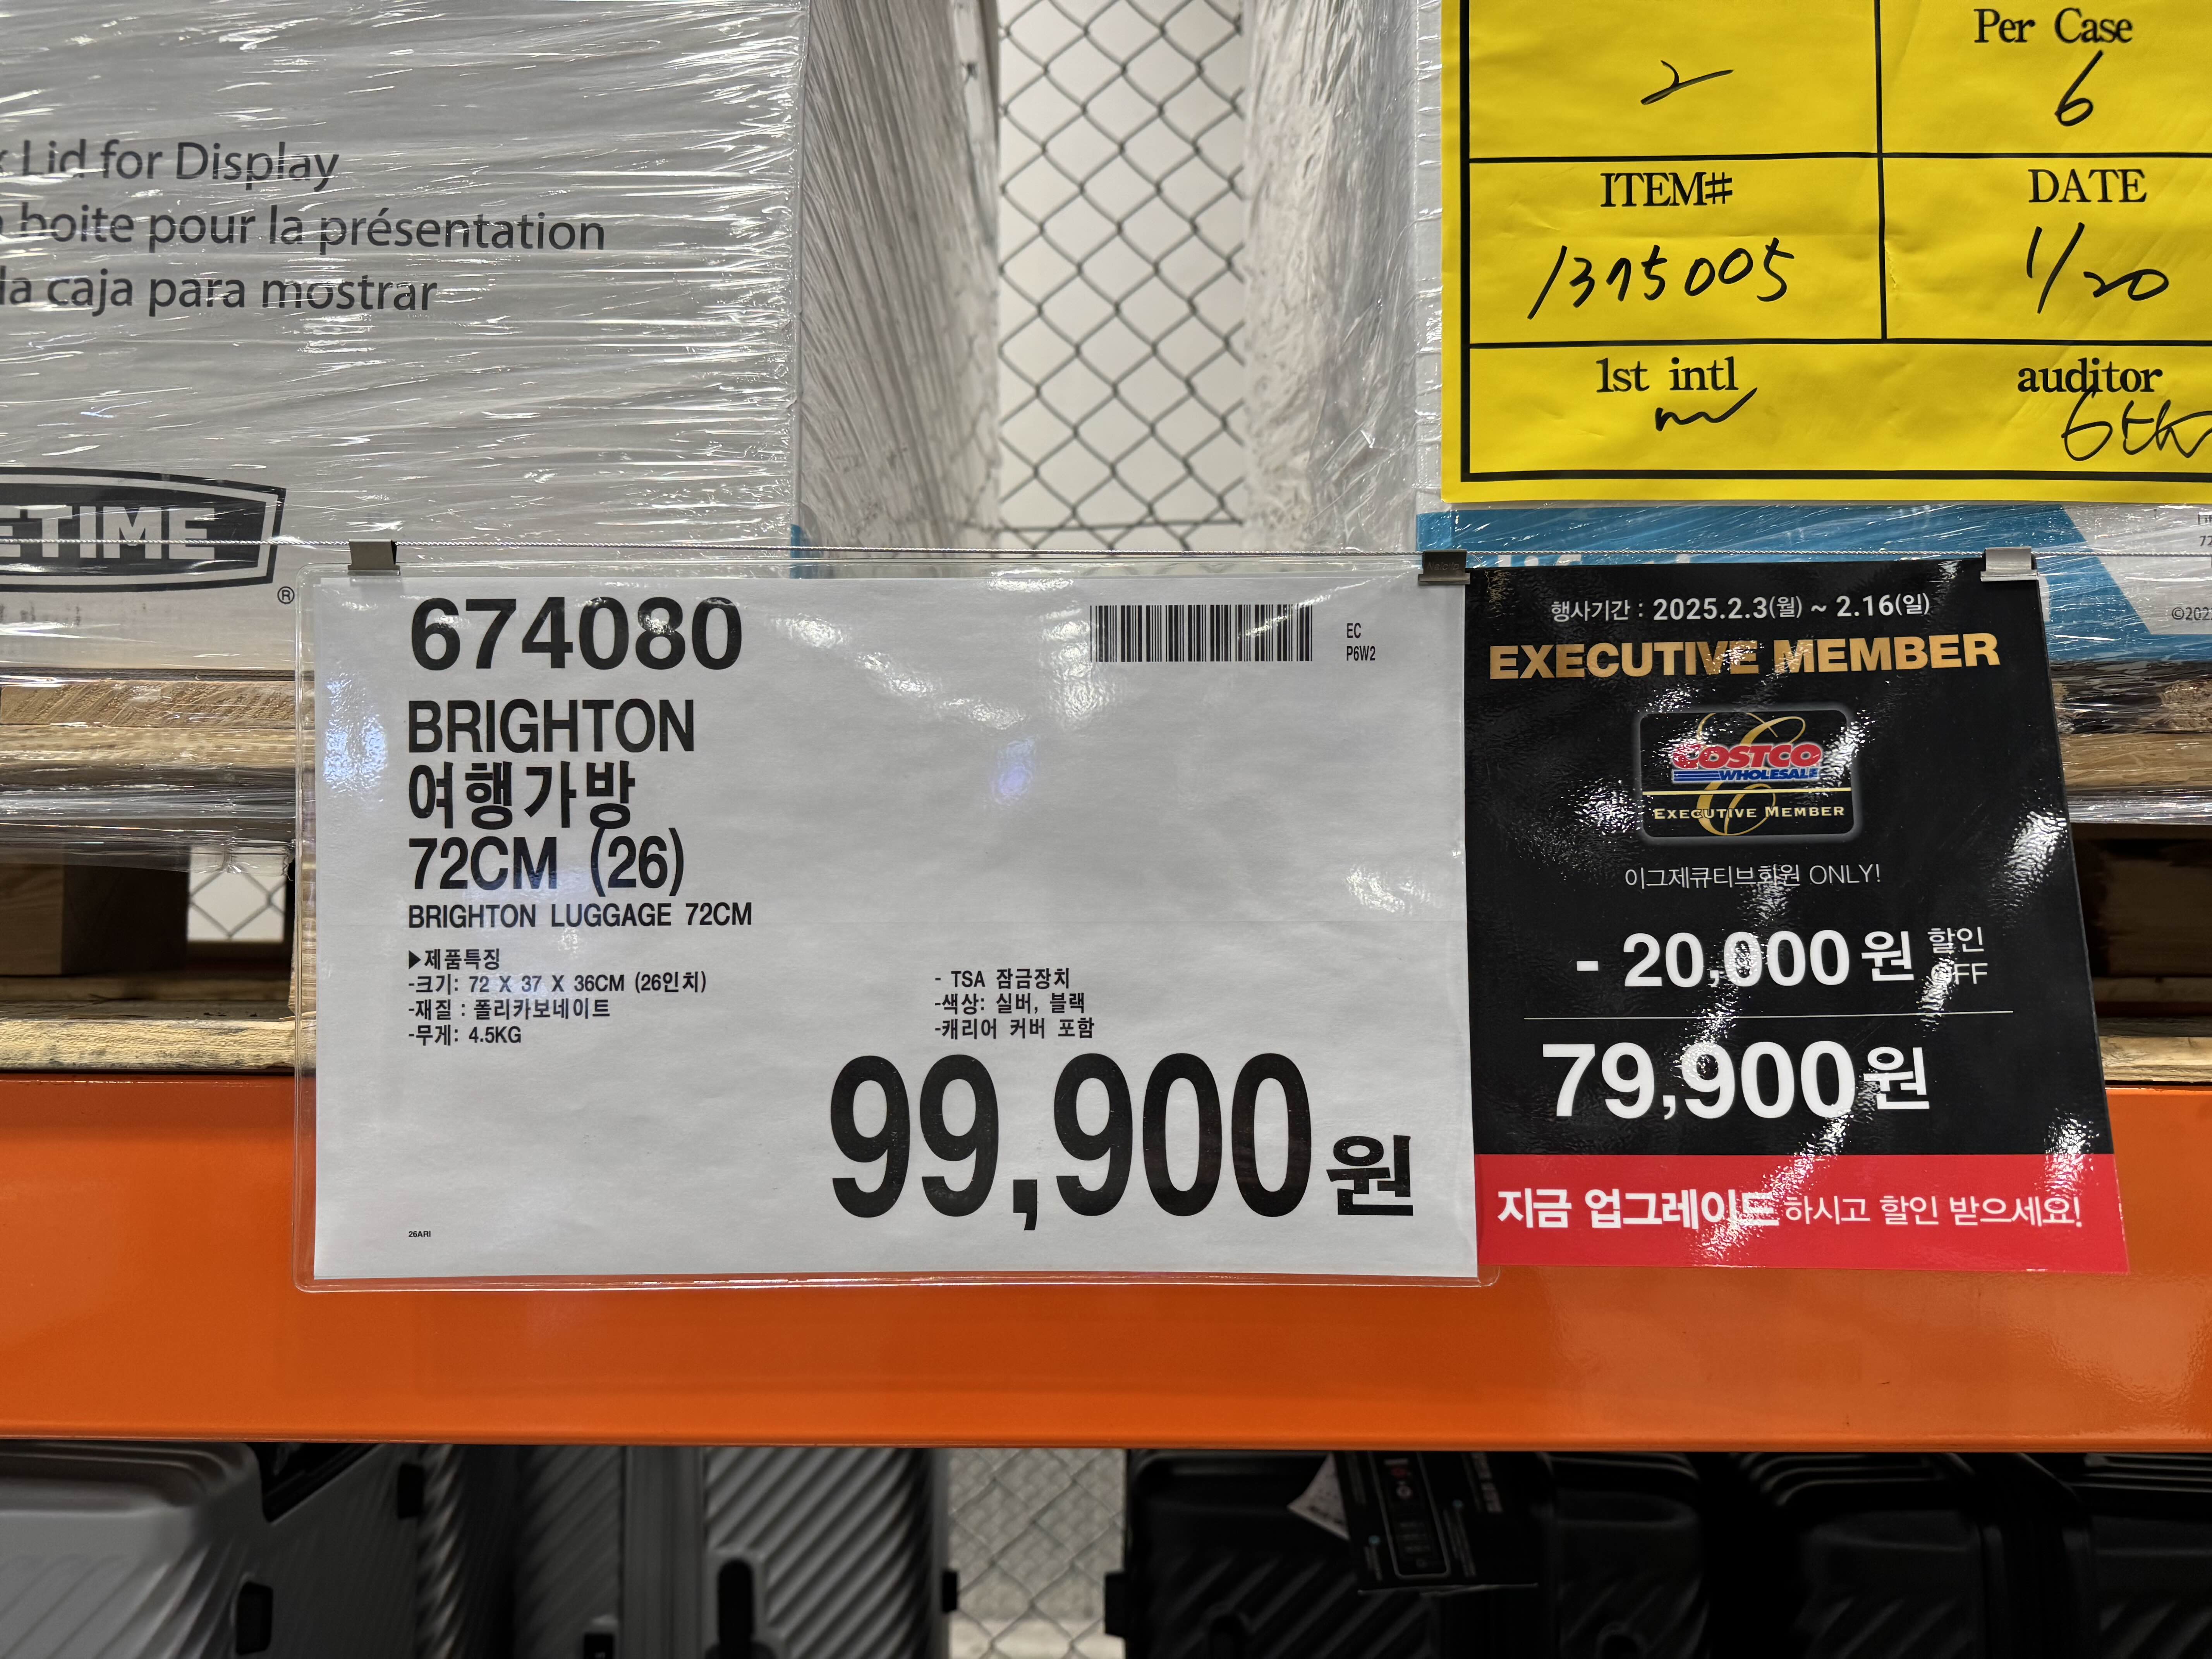 Lid for Display
boite pour la présentation
la caja para mostrar
ETIME
®
2
Per Case
6
ITEM#
1375005
DATE
1/20
1st intl
auditor
674080
EC
P6W2
BRIGHTON
여행가방
72CM (26)
BRIGHTON LUGGAGE 72CM
▶제품특징
-크기: 72 X 37 X 36CM (26인치)
-재질 : 폴리카보네이트
-무게: 4.5KG
- TSA 잠금장치
-색상: 실버, 블랙
-캐리어 커버 포함
99,900원
26ARI
행사기간 : 2025.2.3(월) ~ 2.16(일)
EXECUTIVE MEMBER
COSTCO
WHOLESALE
EXECUTIVE MEMBER
이그제큐티브회원 ONLY!
- 20,000원 할인
OFF
79,900원
지금 업그레이드하시고 할인 받으세요!